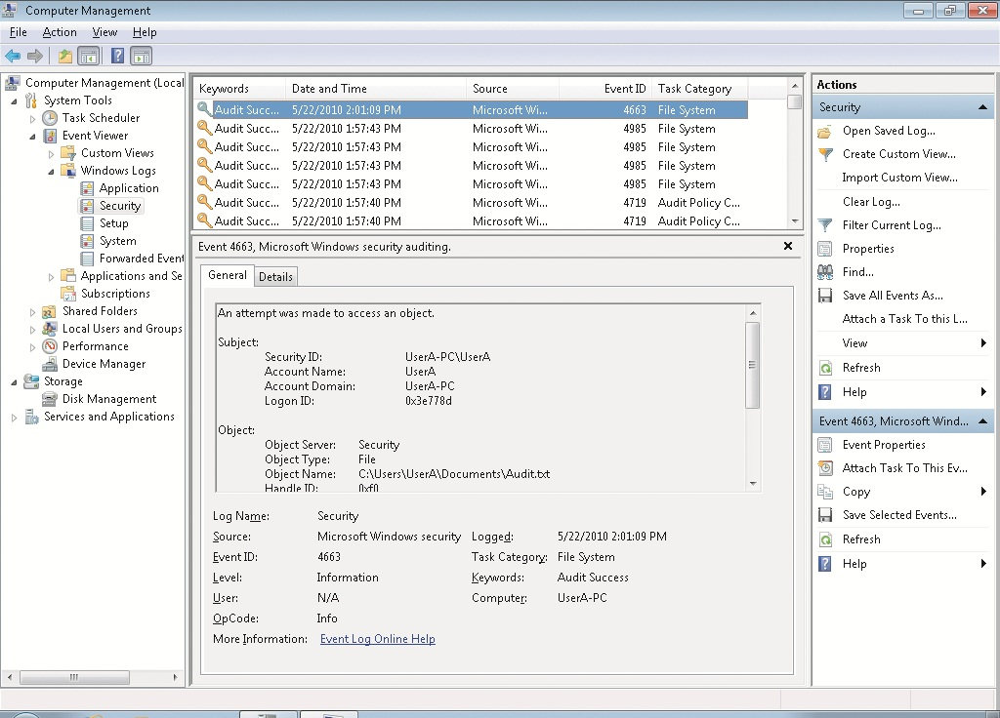 Computer Management
File Action View Help
Computer Management (Local
System Tools
Task Scheduler
Event Viewer
Custom Views
Windows Logs
Application
Security
Setup
System
Forwarded Event
Applications and Se
Subscriptions
Shared Folders
Local Users and Groups
Performance
Device Manager
Storage
Disk Management
Services and Applications
Keywords Date and Time Source Event ID Task Category
Audit Succ... 5/22/2010 2:01:09 PM Microsoft Wi... 4663 File System
Audit Succ... 5/22/2010 1:57:43 PM Microsoft Wi... 4985 File System
Audit Succ... 5/22/2010 1:57:43 PM Microsoft Wi... 4985 File System
Audit Succ... 5/22/2010 1:57:43 PM Microsoft Wi... 4985 File System
Audit Succ... 5/22/2010 1:57:43 PM Microsoft Wi... 4985 File System
Audit Succ... 5/22/2010 1:57:40 PM Microsoft Wi... 4719 Audit Policy C...
Audit Succ... 5/22/2010 1:57:40 PM Microsoft Wi... 4719 Audit Policy C...
Event 4663, Microsoft Windows security auditing.
General Details
An attempt was made to access an object.
Subject:
Security ID: UserA-PC\UserA
Account Name: UserA
Account Domain: UserA-PC
Logon ID: 0x3e778d
Object:
Object Server: Security
Object Type: File
Object Name: C:\Users\UserA\Documents\Audit.txt
Handle ID: 0xf0
Log Name: Security
Source: Microsoft Windows security Logged: 5/22/2010 2:01:09 PM
Event ID: 4663 Task Category: File System
Level: Information Keywords: Audit Success
User: N/A Computer: UserA-PC
OpCode: Info
More Information: Event Log Online Help
Actions
Security
Open Saved Log...
Create Custom View...
Import Custom View...
Clear Log...
Filter Current Log...
Properties
Find...
Save All Events As...
Attach a Task To this L...
View
Refresh
Help
Event 4663, Microsoft Wind...
Event Properties
Attach Task To This Ev...
Copy
Save Selected Events...
Refresh
Help